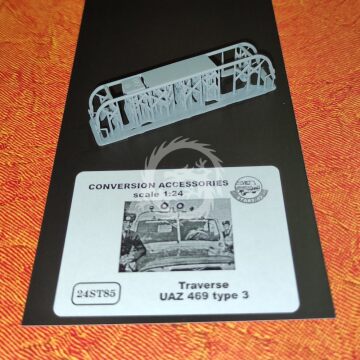 CONVERSION ACCESSORIES
scale 1:24
Traverse
UAZ 469 type 3
24ST85